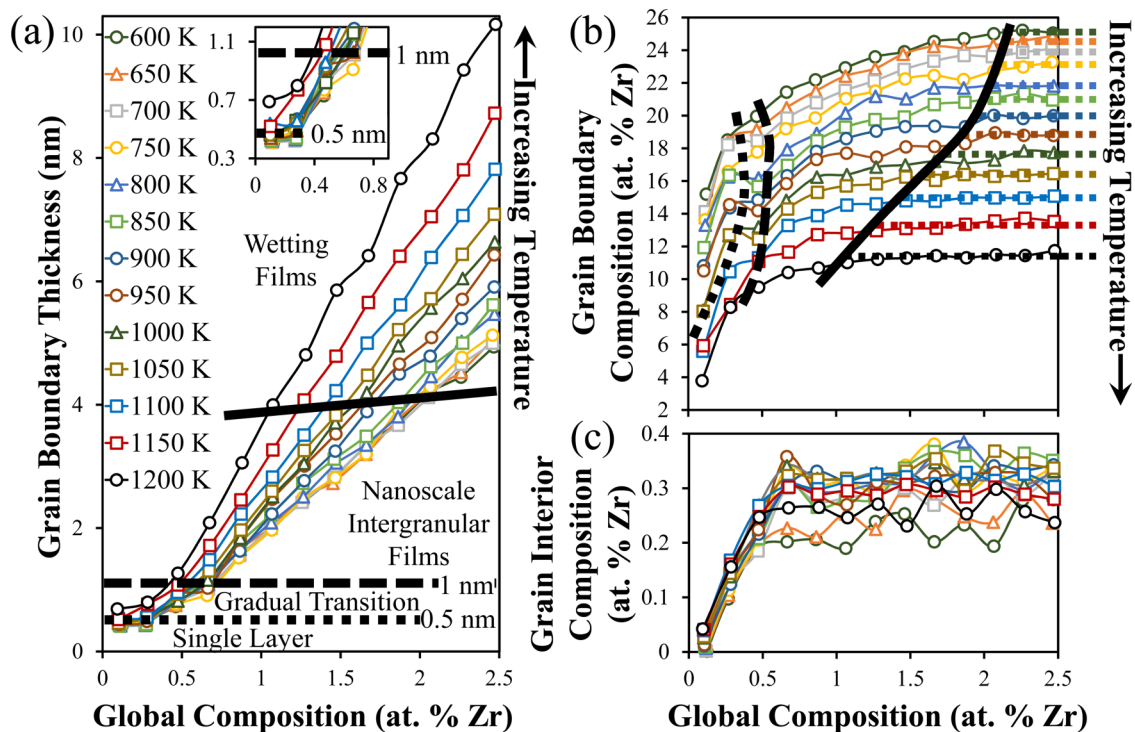 (a)
Grain Boundary Thickness (nm)
10
8
6
4
2
0
600 K
650 K
700 K
750 K
800 K
850 K
900 K
950 K
1000 K
1050 K
1100 K
1150 K
1200 K
1.1
0.7
0.3
0
0.4
0.8
1 nm
0.5 nm
Wetting
Films
Nanoscale
Intergranular
Films
1 nm
Gradual Transition
0.5 nm
Single Layer
0
0.5
1
1.5
2
2.5
Global Composition (at. % Zr)
Increasing Temperature
(b)
Grain Boundary
Composition (at. % Zr)
26
24
22
20
18
16
14
12
10
8
6
4
2
Increasing Temperature
(c)
Grain Interior
Composition
(at. % Zr)
0.4
0.3
0.2
0.1
0
0
0.5
1
1.5
2
2.5
Global Composition (at. % Zr)